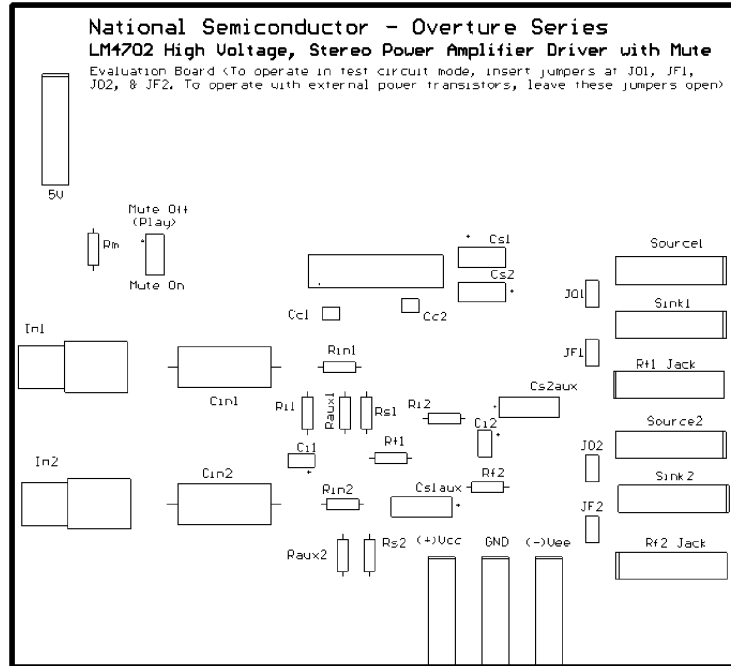 National Semiconductor - Overture Series
LM4702 High Voltage, Stereo Power Amplifier Driver with Mute
Evaluation Board (To operate in test circuit mode, insert jumpers at JO1, JF1,
JO2, & JF2. To operate with external power transistors, leave these jumpers open)
5V
Mute Off
(Play)
Rm
Mute On
Cs1
Cs2
Source1
JO1
Cc1
Cc2
Sink1
In1
Rin1
JF1
Rf1 Jack
Cin1
Ri1
Raux1
Rs1
Ri2
Cs2aux
Ci2
Source2
Ci1
Rf1
JO2
In2
Cin2
Rin2
Cs1aux
Rf2
Sink2
JF2
Raux2
Rs2
(+)Vcc
GND
(-)Vee
Rf2 Jack